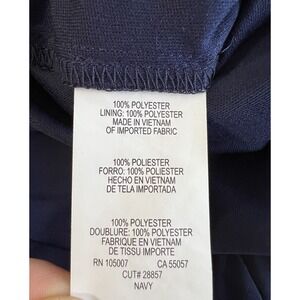 100% POLYESTER
LINING: 100% POLYESTER
MADE IN VIETNAM
OF IMPORTED FABRIC
100% POLIESTER
FORRO: 100% POLIESTER
HECHO EN VIETNAM
DE TELA IMPORTADA
100% POLYESTER
DOUBLURE: 100% POLYESTER
FABRIQUE EN VIETNAM
DE TISSU IMPORTE
RN 105007 CA 55057
CUT# 28857
NAVY